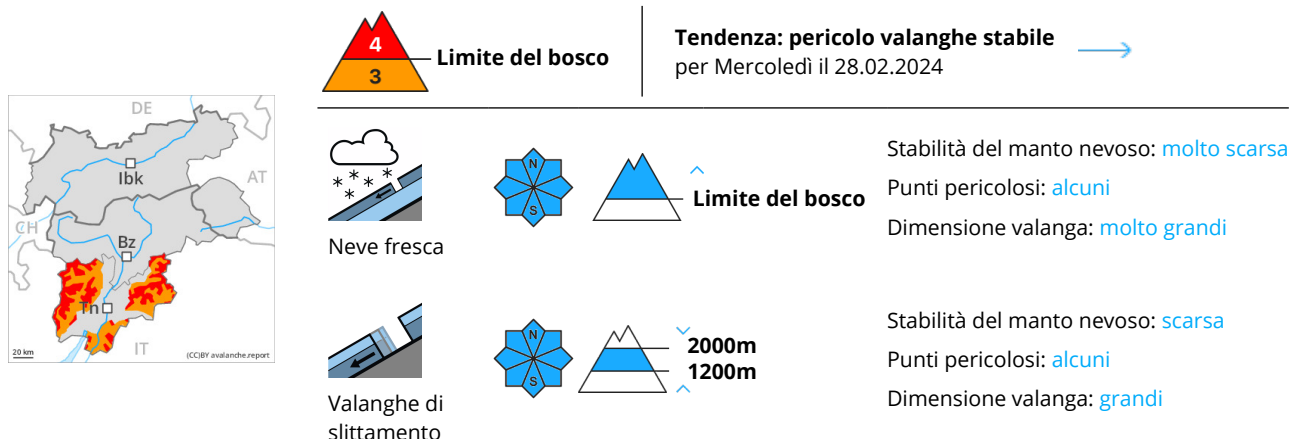 4
3
Limite del bosco
Tendenza: pericolo valanghe stabile
per Mercoledì il 28.02.2024
DE
Ibk
AT
CH
Bz
Tn
IT
20 km
(CC)BY avalanche.report
Neve fresca
N
S
Limite del bosco
Stabilità del manto nevoso: molto scarsa
Punti pericolosi: alcuni
Dimensione valanga: molto grandi
Valanghe di
slittamento
N
S
2000m
1200m
Stabilità del manto nevoso: scarsa
Punti pericolosi: alcuni
Dimensione valanga: grandi